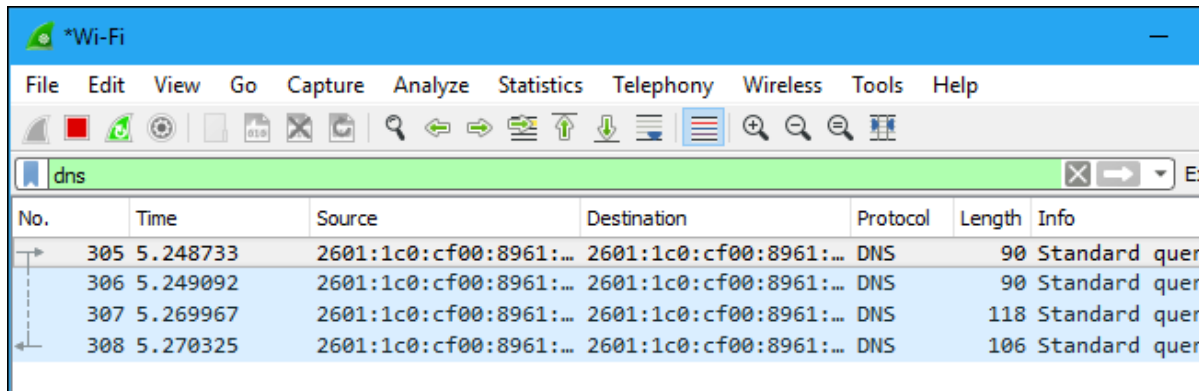 *Wi-Fi
File Edit View Go Capture Analyze Statistics Telephony Wireless Tools Help
dns
No. Time Source Destination Protocol Length Info
305 5.248733 2601:1c0:cf00:8961:… 2601:1c0:cf00:8961:… DNS 90 Standard quer
306 5.249092 2601:1c0:cf00:8961:… 2601:1c0:cf00:8961:… DNS 90 Standard quer
307 5.269967 2601:1c0:cf00:8961:… 2601:1c0:cf00:8961:… DNS 118 Standard quer
308 5.270325 2601:1c0:cf00:8961:… 2601:1c0:cf00:8961:… DNS 106 Standard quer